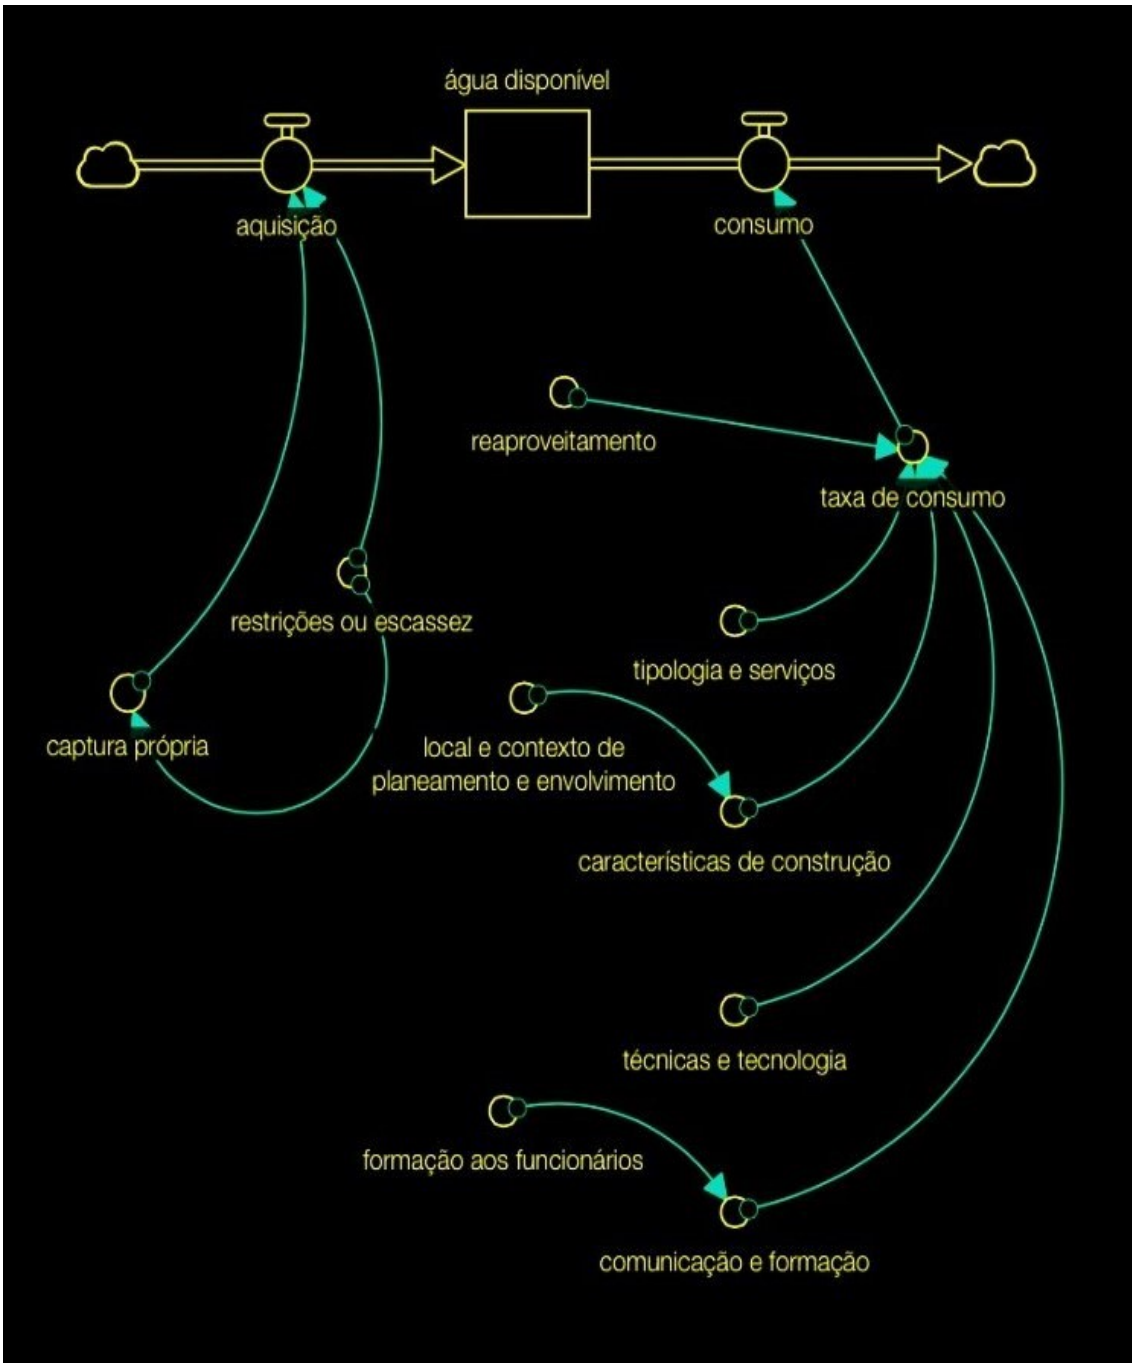 água disponível
aquisição
consumo
reaproveitamento
taxa de consumo
restrições ou escassez
tipologia e serviços
captura própria
local e contexto de
planeamento e envolvimento
características de construção
técnicas e tecnologia
formação aos funcionários
comunicação e formação